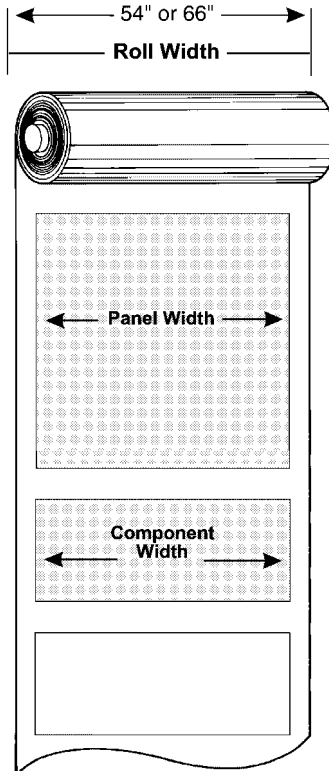 54" or 66"
Roll Width
Panel Width
Component
Width